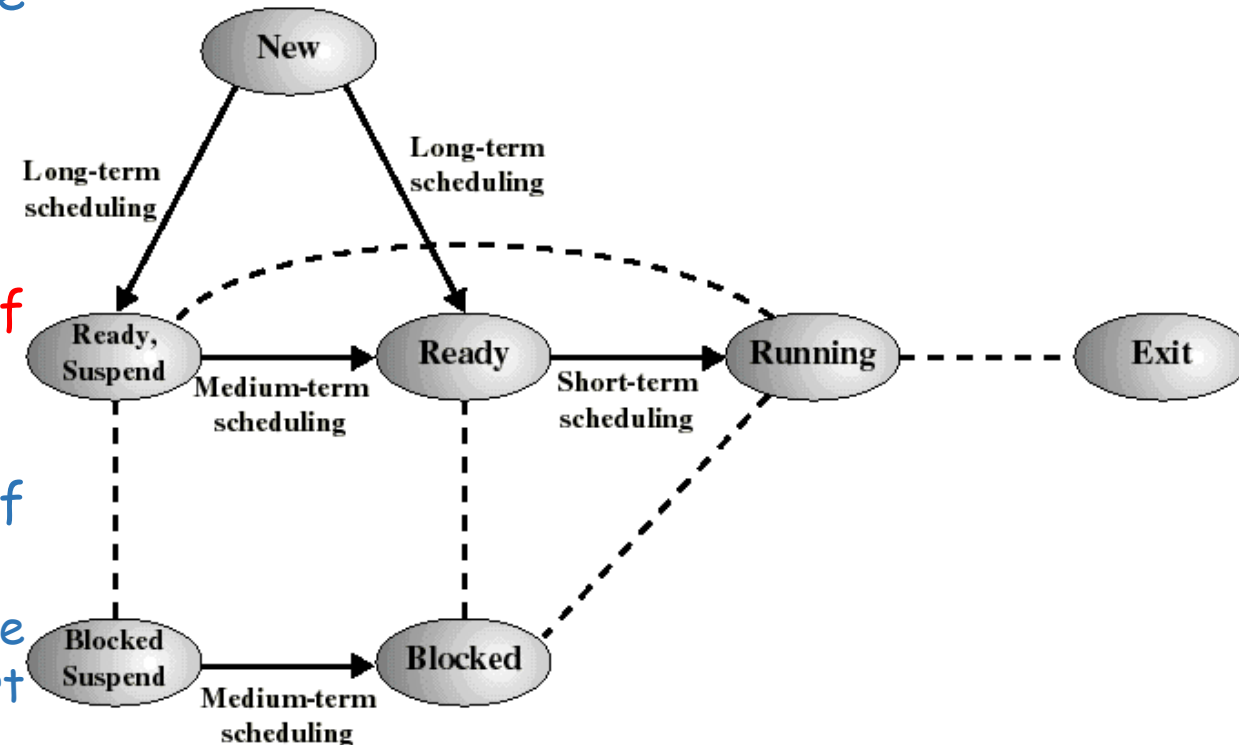 e
New
Long-term
scheduling
Long-term
scheduling
f
Ready,
Suspend
Medium-term
scheduling
Ready
Short-term
scheduling
Running
Exit
f
e
Blocked
Suspend
t
Medium-term
scheduling
Blocked